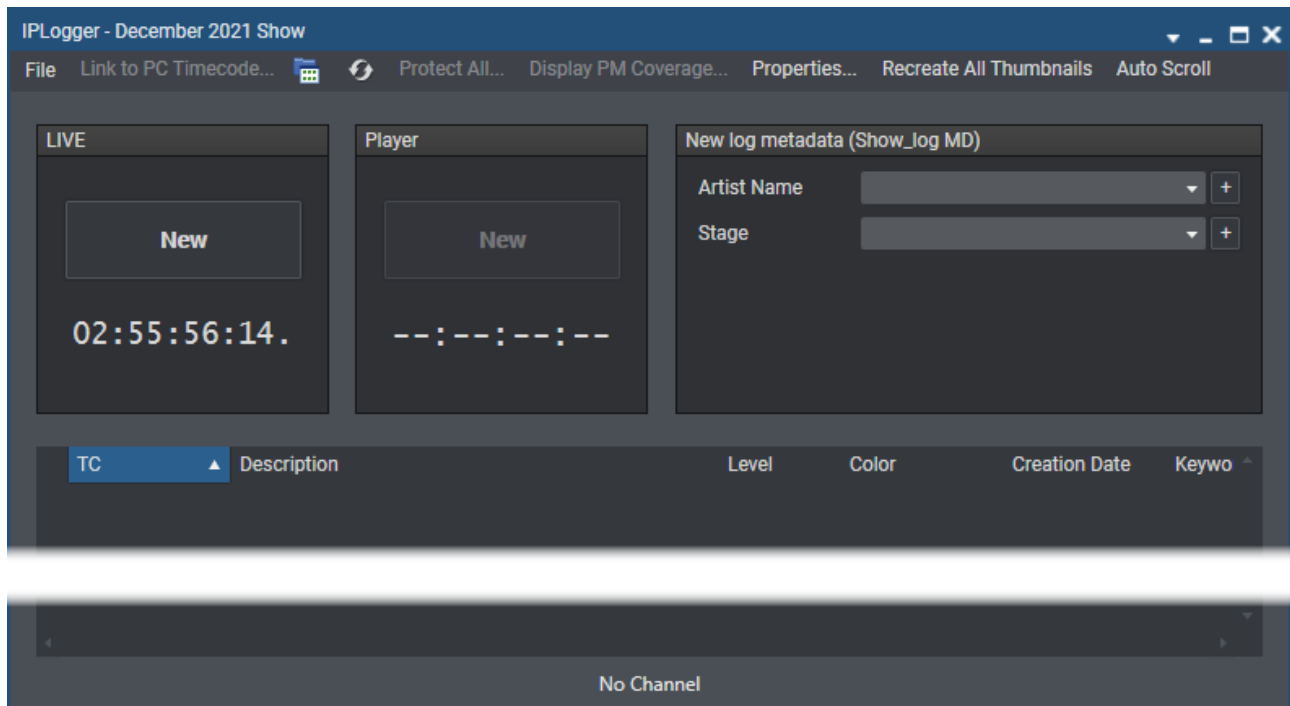 IPLogger - December 2021 Show
File Link to PC Timecode... Protect All... Display PM Coverage... Properties... Recreate All Thumbnails Auto Scroll
LIVE
New
02:55:56:14.
Player
New
--:--:--:--
New log metadata (Show_log MD)
Artist Name +
Stage +
TC Description Level Color Creation Date Keywo
No Channel